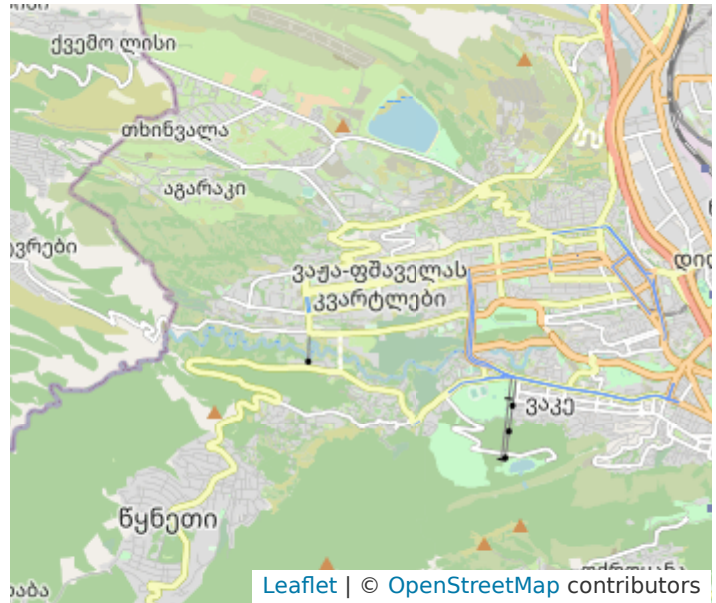 ქვემო ლისი
თხინვალა
აგარაკი
ვაჟა-ფშაველას
კვარტლები
ვაკე
წყნეთი
Leaflet | © OpenStreetMap contributors